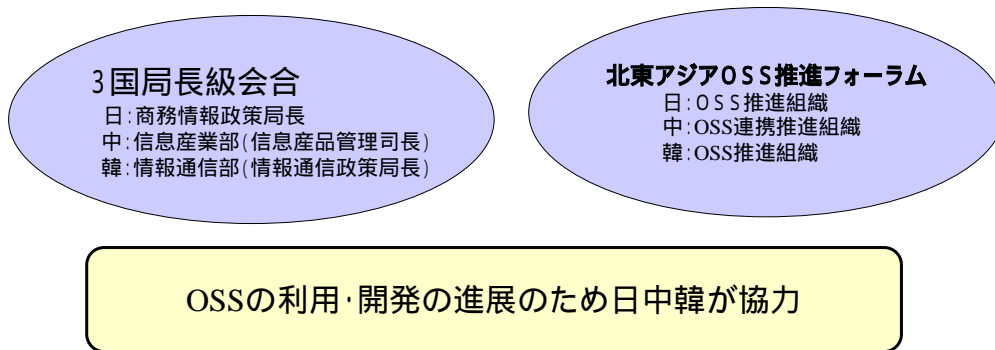 3国局長級会合
日:商務情報政策局長
中:信息産業部(信息産品管理司長)
韓:情報通信部(情報通信政策局長)
北東アジアOSS推進フォーラム
日:OSS推進組織
中:OSS連携推進組織
韓:OSS推進組織
OSSの利用・開発の進展のため日中韓が協力